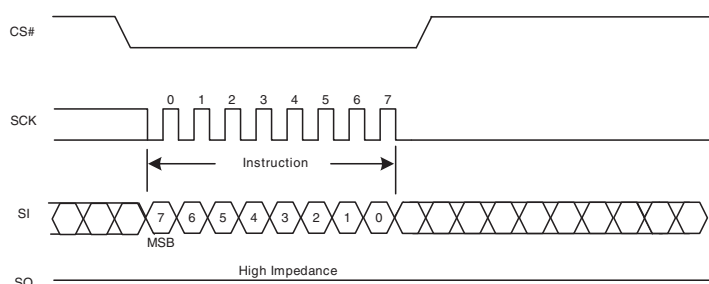 CS#
SCK
0 1 2 3 4 5 6 7
Instruction
SI
7 6 5 4 3 2 1 0
MSB
High Impedance
SO